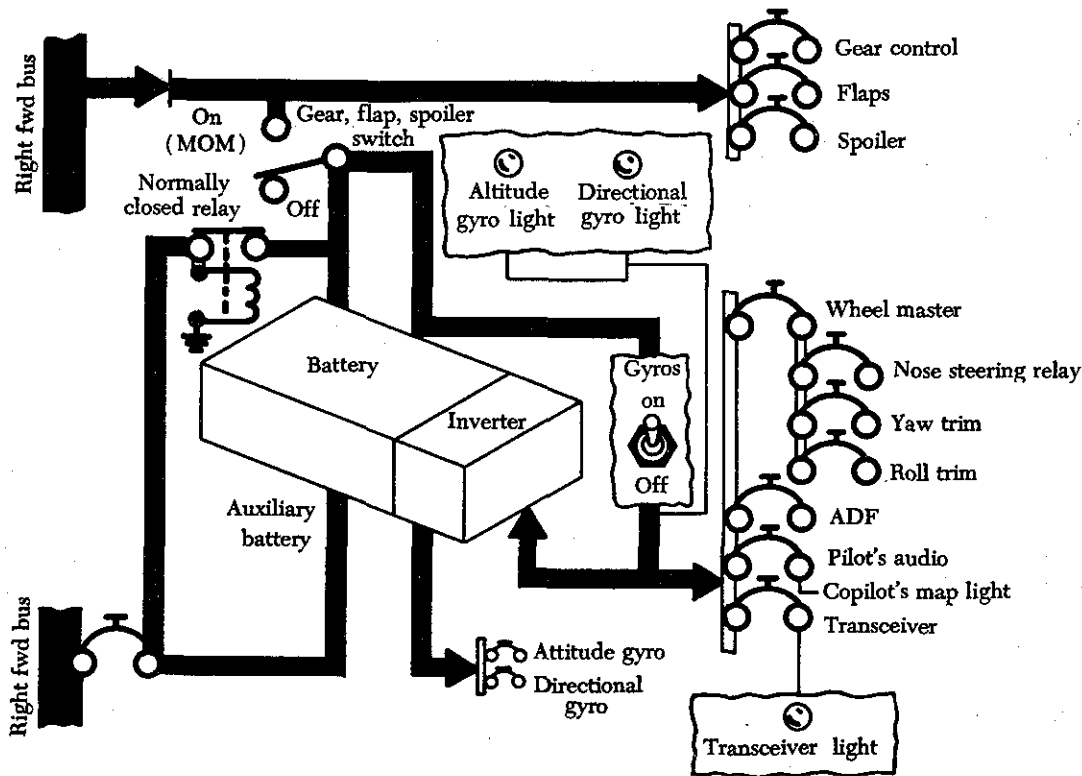 Right fwd bus
On
(MOM)
Gear, flap, spoiler
switch
Gear control
Flaps
Spoiler
Normally
closed relay
Off
Altitude
gyro light
Directional
gyro light
Battery
Inverter
Auxiliary
battery
Gyros
on
Off
Wheel master
Nose steering relay
Yaw trim
Roll trim
ADF
Pilot's audio
Copilot's map light
Transceiver
Right fwd bus
Attitude gyro
Directional
gyro
Transceiver light